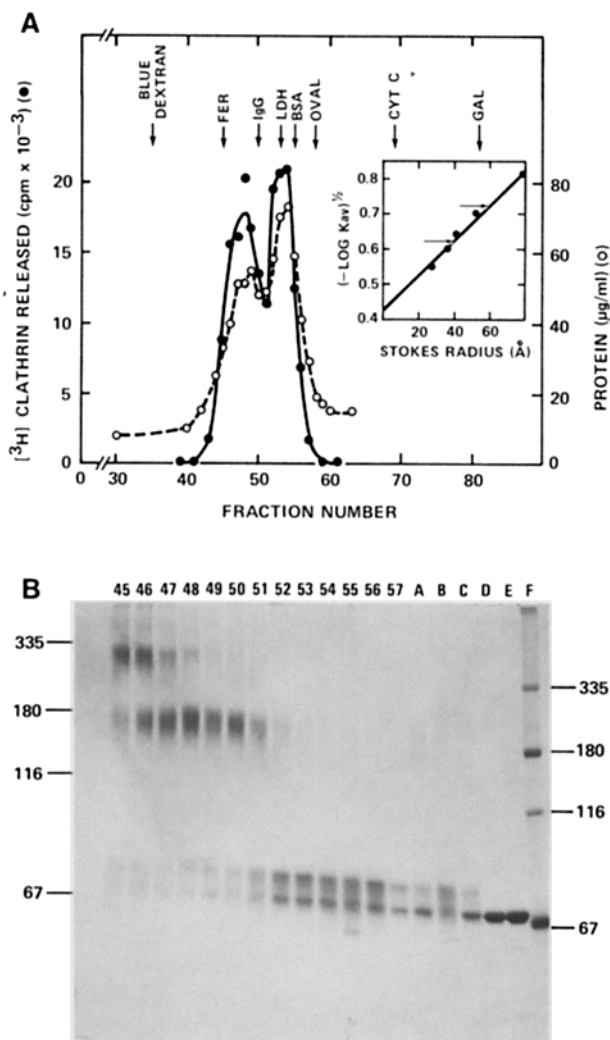 A
[³H] CLATHRIN RELEASED (cpm x 10⁻³) (●)
PROTEIN (µg/ml) (o)
BLUE DEXTRAN
FER
IgG
LDH
BSA
OVAL
CYT C
GAL
20
15
10
5
0
80
60
40
20
0
0 30 40 50 60 70 80 90
FRACTION NUMBER
(-LOG Kav)½
0.8
0.7
0.6
0.5
0.4
0 20 40 60
STOKES RADIUS (Å)
B
45 46 47 48 49 50 51 52 53 54 55 56 57 A B C D E F
335
180
116
67
335
180
116
67